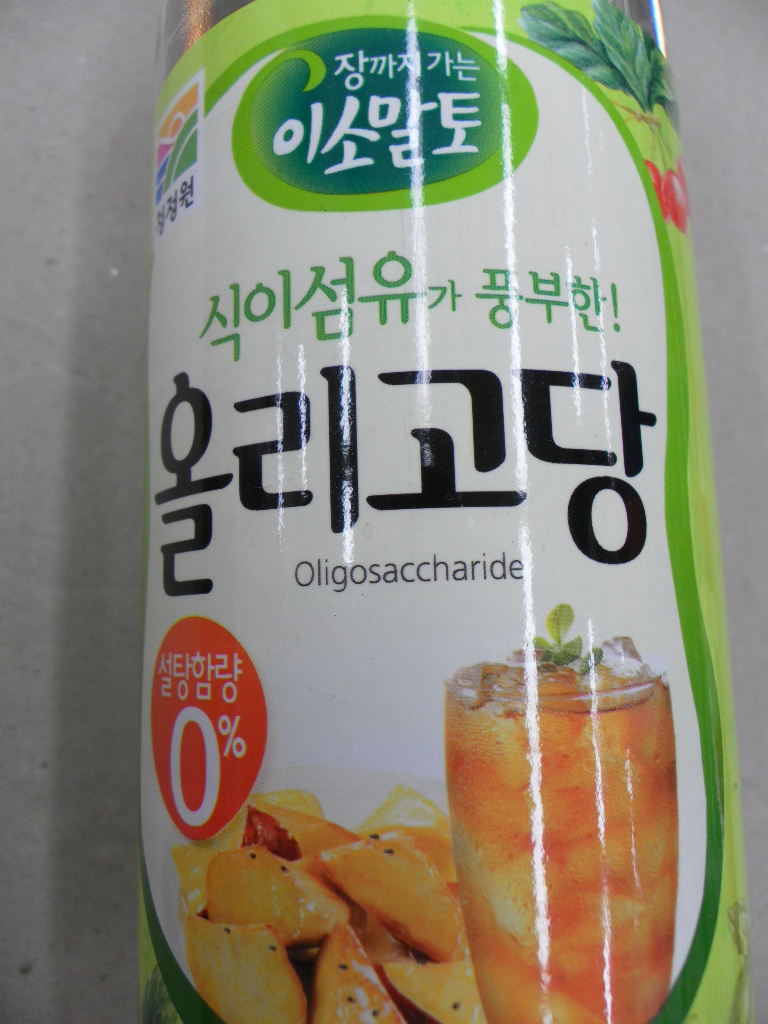 장까지 가는
이소말토
청정원
식이섬유가 풍부한!
올리고당
Oligosaccharide
설탕함량
0%